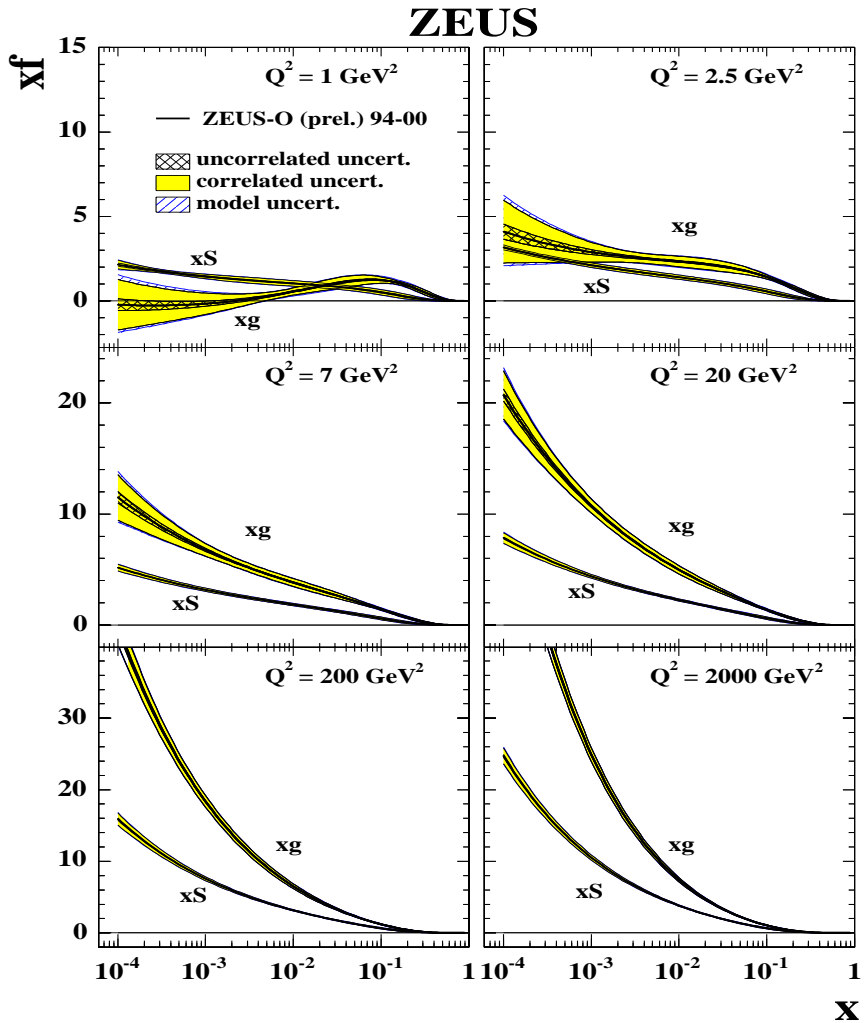 ZEUS
xf
15
10
5
0
Q² = 1 GeV²
ZEUS-O (prel.) 94-00
uncorrelated uncert.
correlated uncert.
model uncert.
xS
xg
Q² = 2.5 GeV²
xg
xS
20
10
0
Q² = 7 GeV²
xg
xS
Q² = 20 GeV²
xg
xS
30
20
10
0
Q² = 200 GeV²
xg
xS
Q² = 2000 GeV²
xg
xS
10⁻⁴ 10⁻³ 10⁻² 10⁻¹ 1
10⁻⁴ 10⁻³ 10⁻² 10⁻¹ 1
x